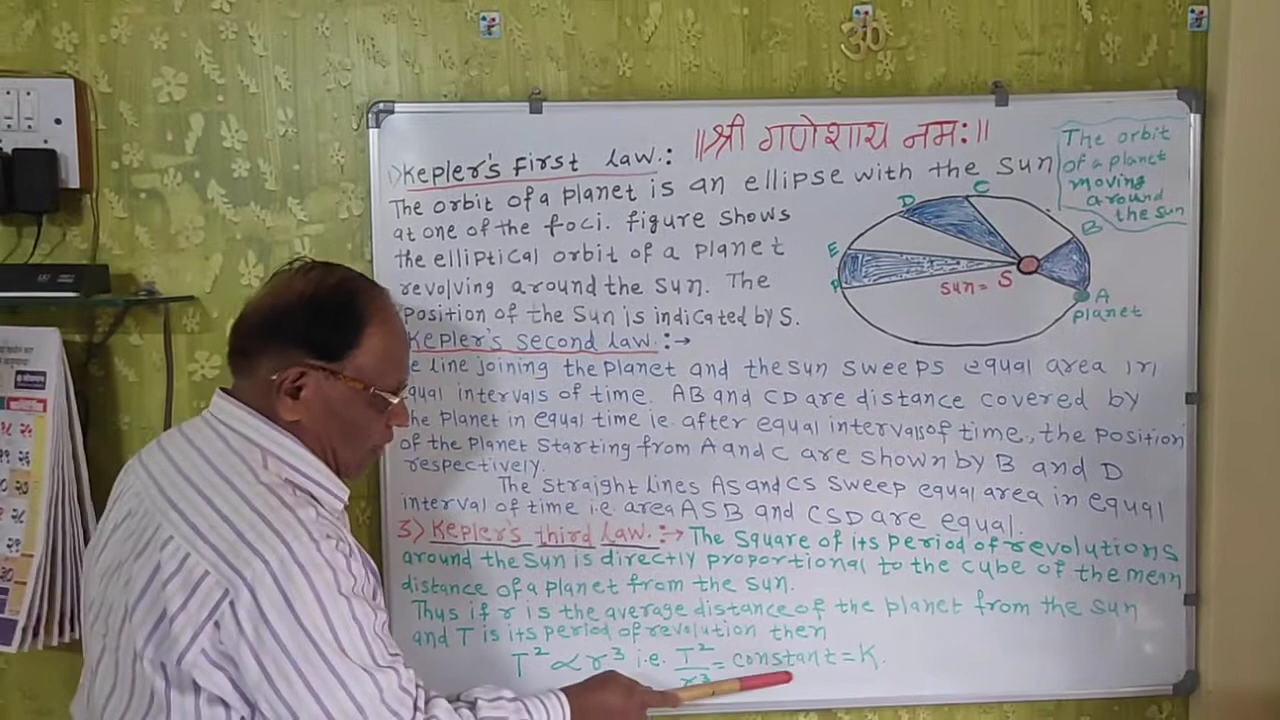 ॥श्री गणेशाय नमः॥
1) Kepler's First law.:
The orbit of a planet is an ellipse with the Sun
at one of the foci. figure shows
the elliptical orbit of a planet
revolving around the Sun. The
position of the Sun is indicated by S.
Kepler's second law :→
line joining the planet and the sun sweeps equal area in
intervals of time. AB and CD are distance covered by
the planet in equal time ie. after equal intervals of time, the position
of the planet starting from A and C are shown by B and D
respectively.
The straight lines AS and CS sweep equal area in equal
interval of time i.e. area ASB and CSD are equal.
3) Kepler's third law. :→ The square of its period of revolutions
around the Sun is directly proportional to the cube of the mean
distance of a planet from the sun.
Thus if r is the average distance of the planet from the sun
and T is its period of revolution then
T² ∝ r³ i.e. T²/r³ = constant = K.
The orbit
of a planet
moving
around
the sun
D
C
B
E
P
sun = S
A
planet
ॐ